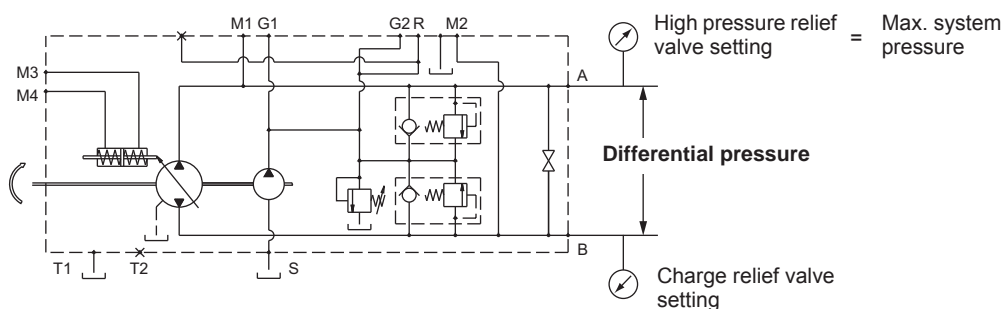 M1 G1 G2 R M2
High pressure relief valve setting = Max. system pressure
M3
A
M4
Differential pressure
B
T1 T2 S
Charge relief valve setting